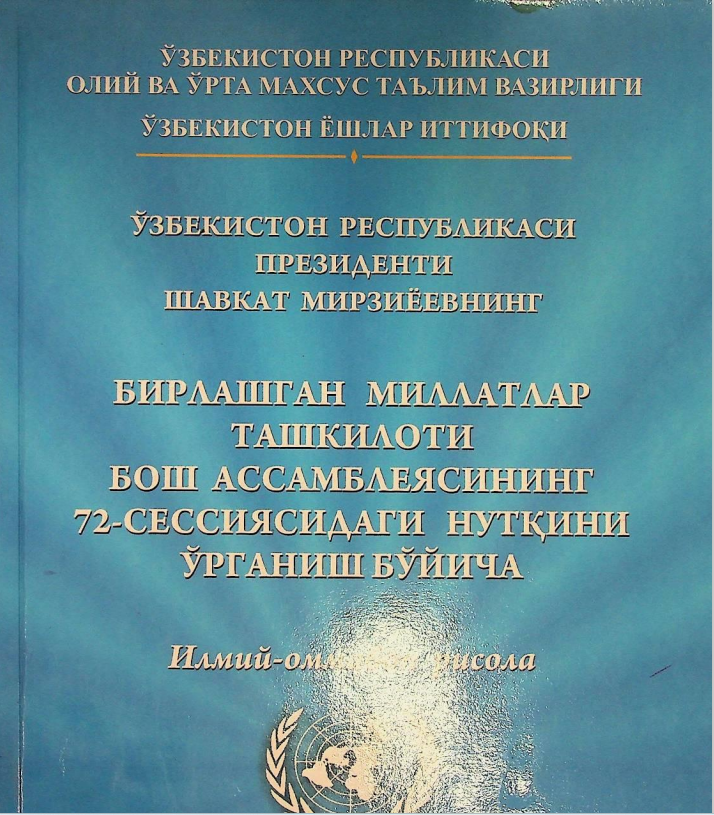 ЎЗБЕКИСТОН РЕСПУБЛИКАСИ
ОЛИЙ ВА ЎРТА МАХСУС ТАЪЛИМ ВАЗИРЛИГИ
ЎЗБЕКИСТОН ЁШЛАР ИТТИФОҚИ
ЎЗБЕКИСТОН РЕСПУБЛИКАСИ
ПРЕЗИДЕНТИ
ШАВКАТ МИРЗИЁЕВНИНГ
БИРЛАШГАН МИЛЛАТЛАР
ТАШКИЛОТИ
БОШ АССАМБЛЕЯСИНИНГ
72-СЕССИЯСИДАГИ НУТҚИНИ
ЎРГАНИШ БЎЙИЧА
рисола